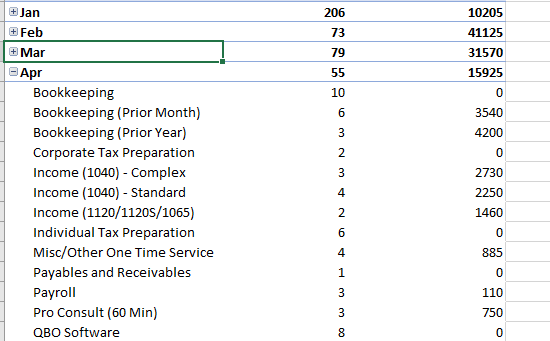 Jan 206 10205
Feb 73 41125
Mar 79 31570
Apr 55 15925
Bookkeeping 10 0
Bookkeeping (Prior Month) 6 3540
Bookkeeping (Prior Year) 3 4200
Corporate Tax Preparation 2 0
Income (1040) - Complex 3 2730
Income (1040) - Standard 4 2250
Income (1120/1120S/1065) 2 1460
Individual Tax Preparation 6 0
Misc/Other One Time Service 4 885
Payables and Receivables 1 0
Payroll 3 110
Pro Consult (60 Min) 3 750
QBO Software 8 0